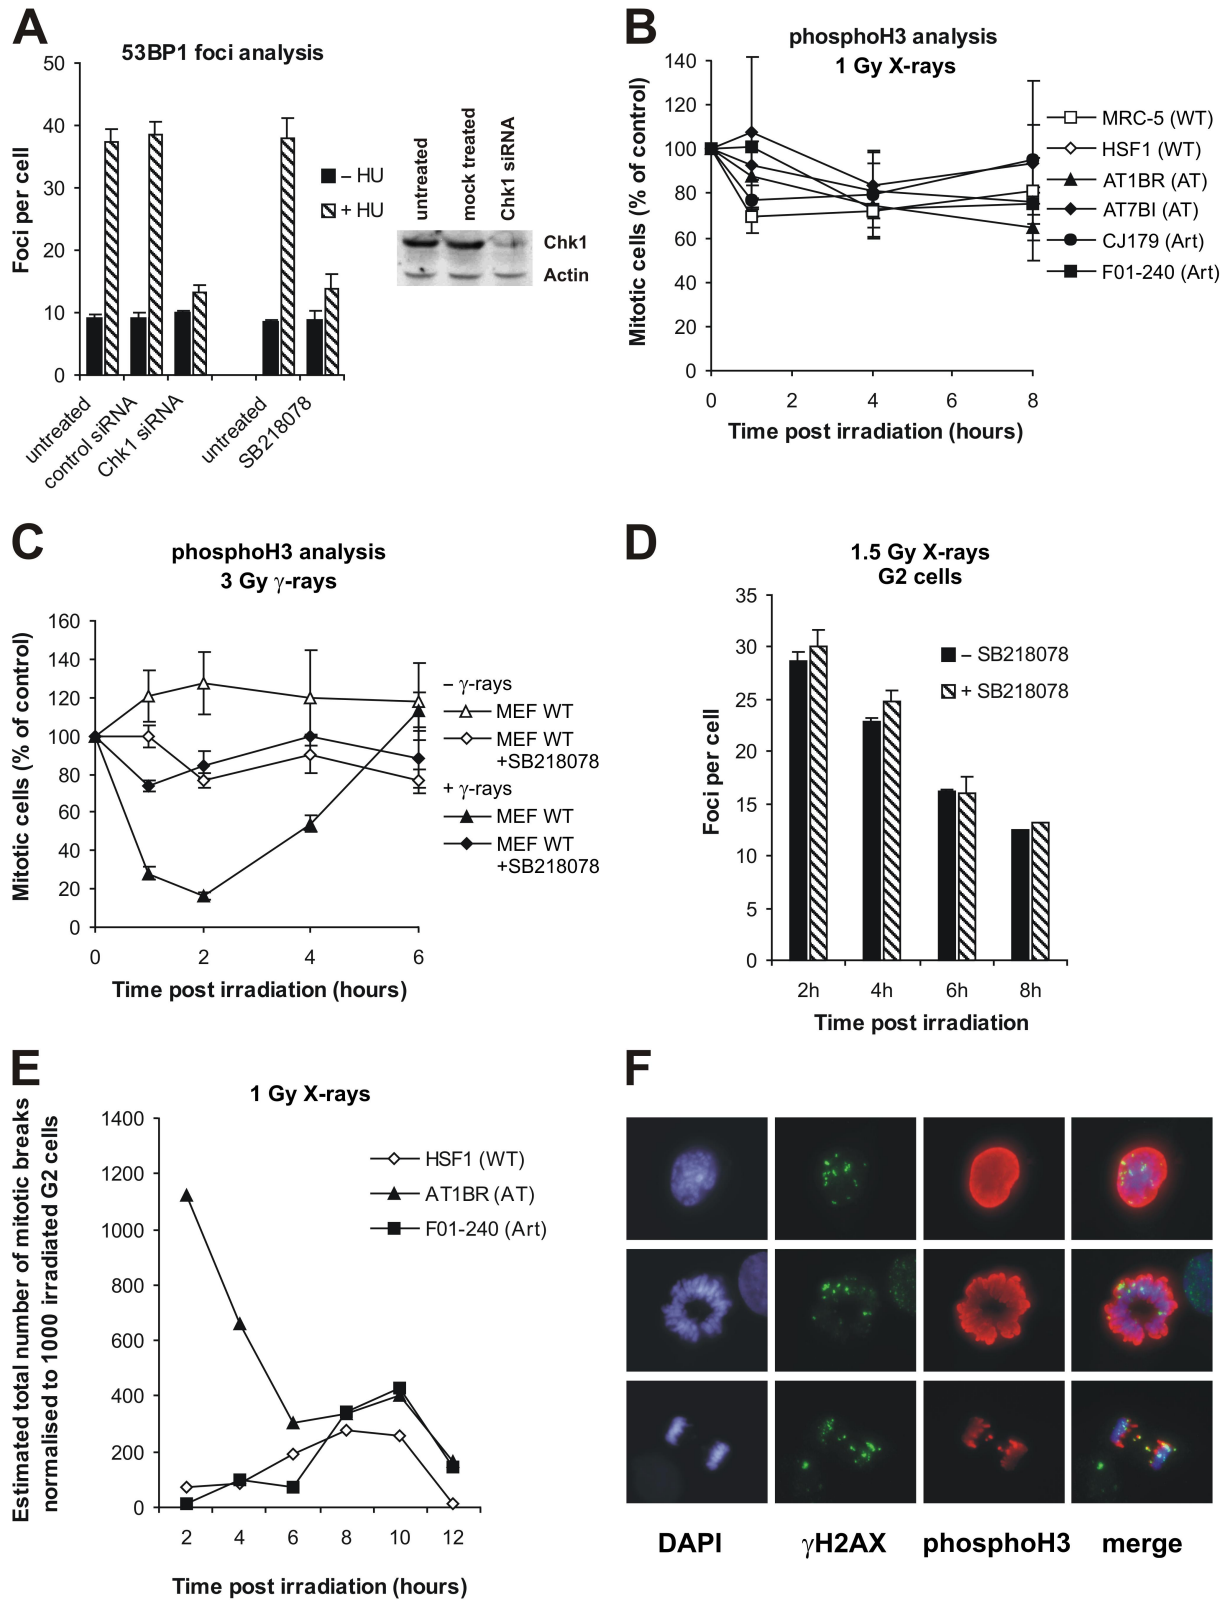 A
53BP1 foci analysis
Foci per cell
50
40
30
20
10
0
– HU
+ HU
untreated
control siRNA
Chk1 siRNA
untreated
SB218078
untreated
mock treated
Chk1 siRNA
Chk1
Actin
B
phosphoH3 analysis
1 Gy X-rays
Mitotic cells (% of control)
140
120
100
80
60
40
20
0
0 2 4 6 8
Time post irradiation (hours)
MRC-5 (WT)
HSF1 (WT)
AT1BR (AT)
AT7BI (AT)
CJ179 (Art)
F01-240 (Art)
C
phosphoH3 analysis
3 Gy γ-rays
Mitotic cells (% of control)
160
140
120
100
80
60
40
20
0
0 2 4 6
Time post irradiation (hours)
– γ-rays
MEF WT
MEF WT
+SB218078
+ γ-rays
MEF WT
MEF WT
+SB218078
D
1.5 Gy X-rays
G2 cells
Foci per cell
35
30
25
20
15
10
5
0
– SB218078
+ SB218078
2h 4h 6h 8h
Time post irradiation
E
1 Gy X-rays
Estimated total number of mitotic breaks
normalised to 1000 irradiated G2 cells
1400
1200
1000
800
600
400
200
0
HSF1 (WT)
AT1BR (AT)
F01-240 (Art)
2 4 6 8 10 12
Time post irradiation (hours)
F
DAPI γH2AX phosphoH3 merge